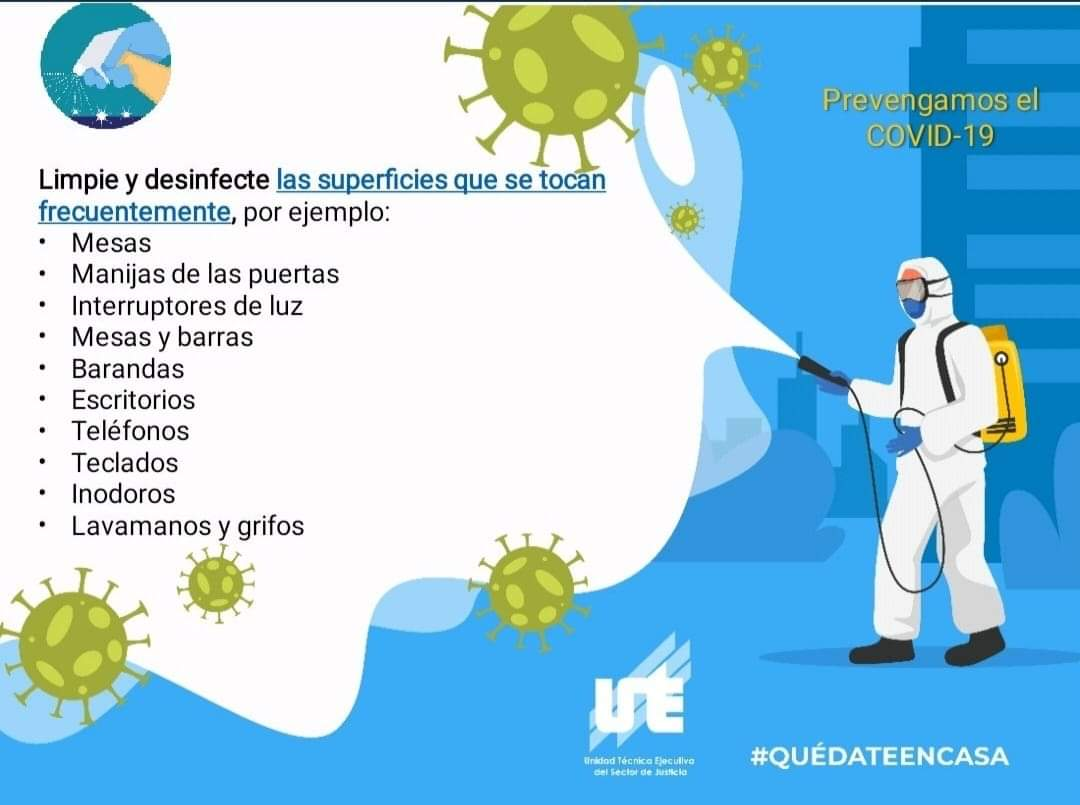 Prevengamos el
COVID-19
Limpie y desinfecte las superficies que se tocan
frecuentemente, por ejemplo:
• Mesas
• Manijas de las puertas
• Interruptores de luz
• Mesas y barras
• Barandas
• Escritorios
• Teléfonos
• Teclados
• Inodoros
• Lavamanos y grifos
UTE
Unidad Técnica Ejecutiva
del Sector de Justicia
#QUÉDATEENCASA